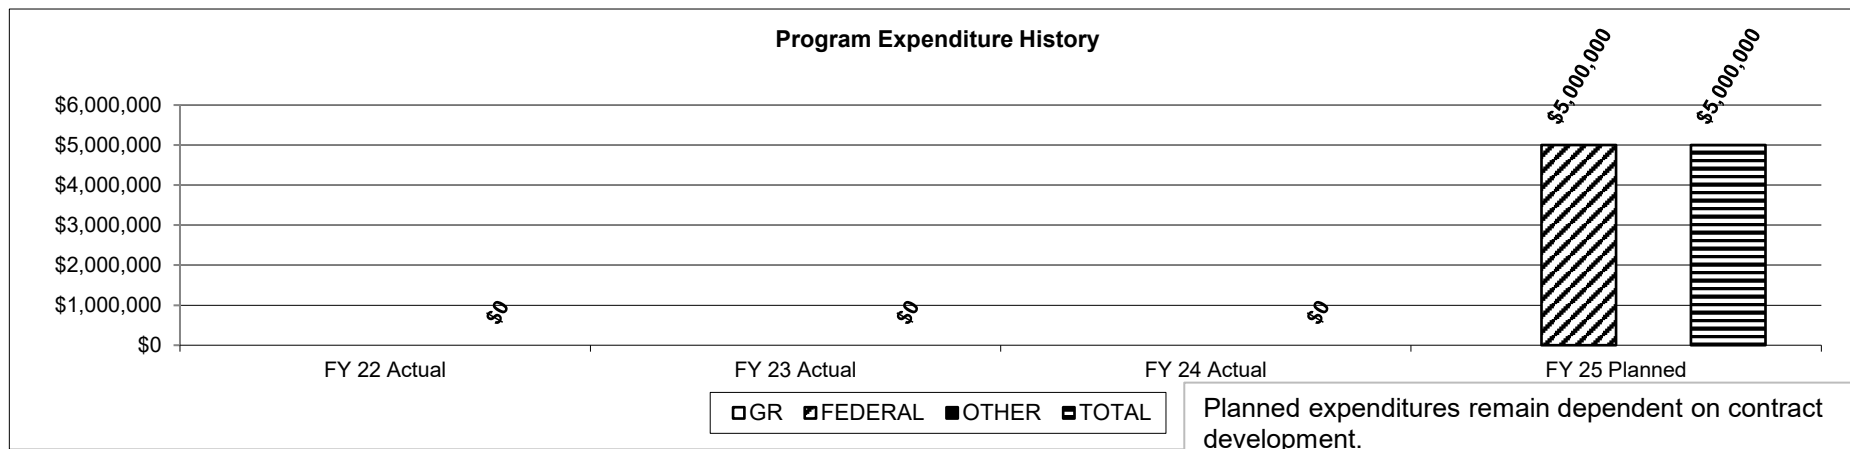 Program Expenditure History
$5,000,000
$5,000,000
$6,000,000
$5,000,000
$4,000,000
$3,000,000
$2,000,000
$1,000,000
$0
$0
$0
$0
FY 22 Actual
FY 23 Actual
FY 24 Actual
FY 25 Planned
GR FEDERAL OTHER TOTAL
Planned expenditures remain dependent on contract
development.